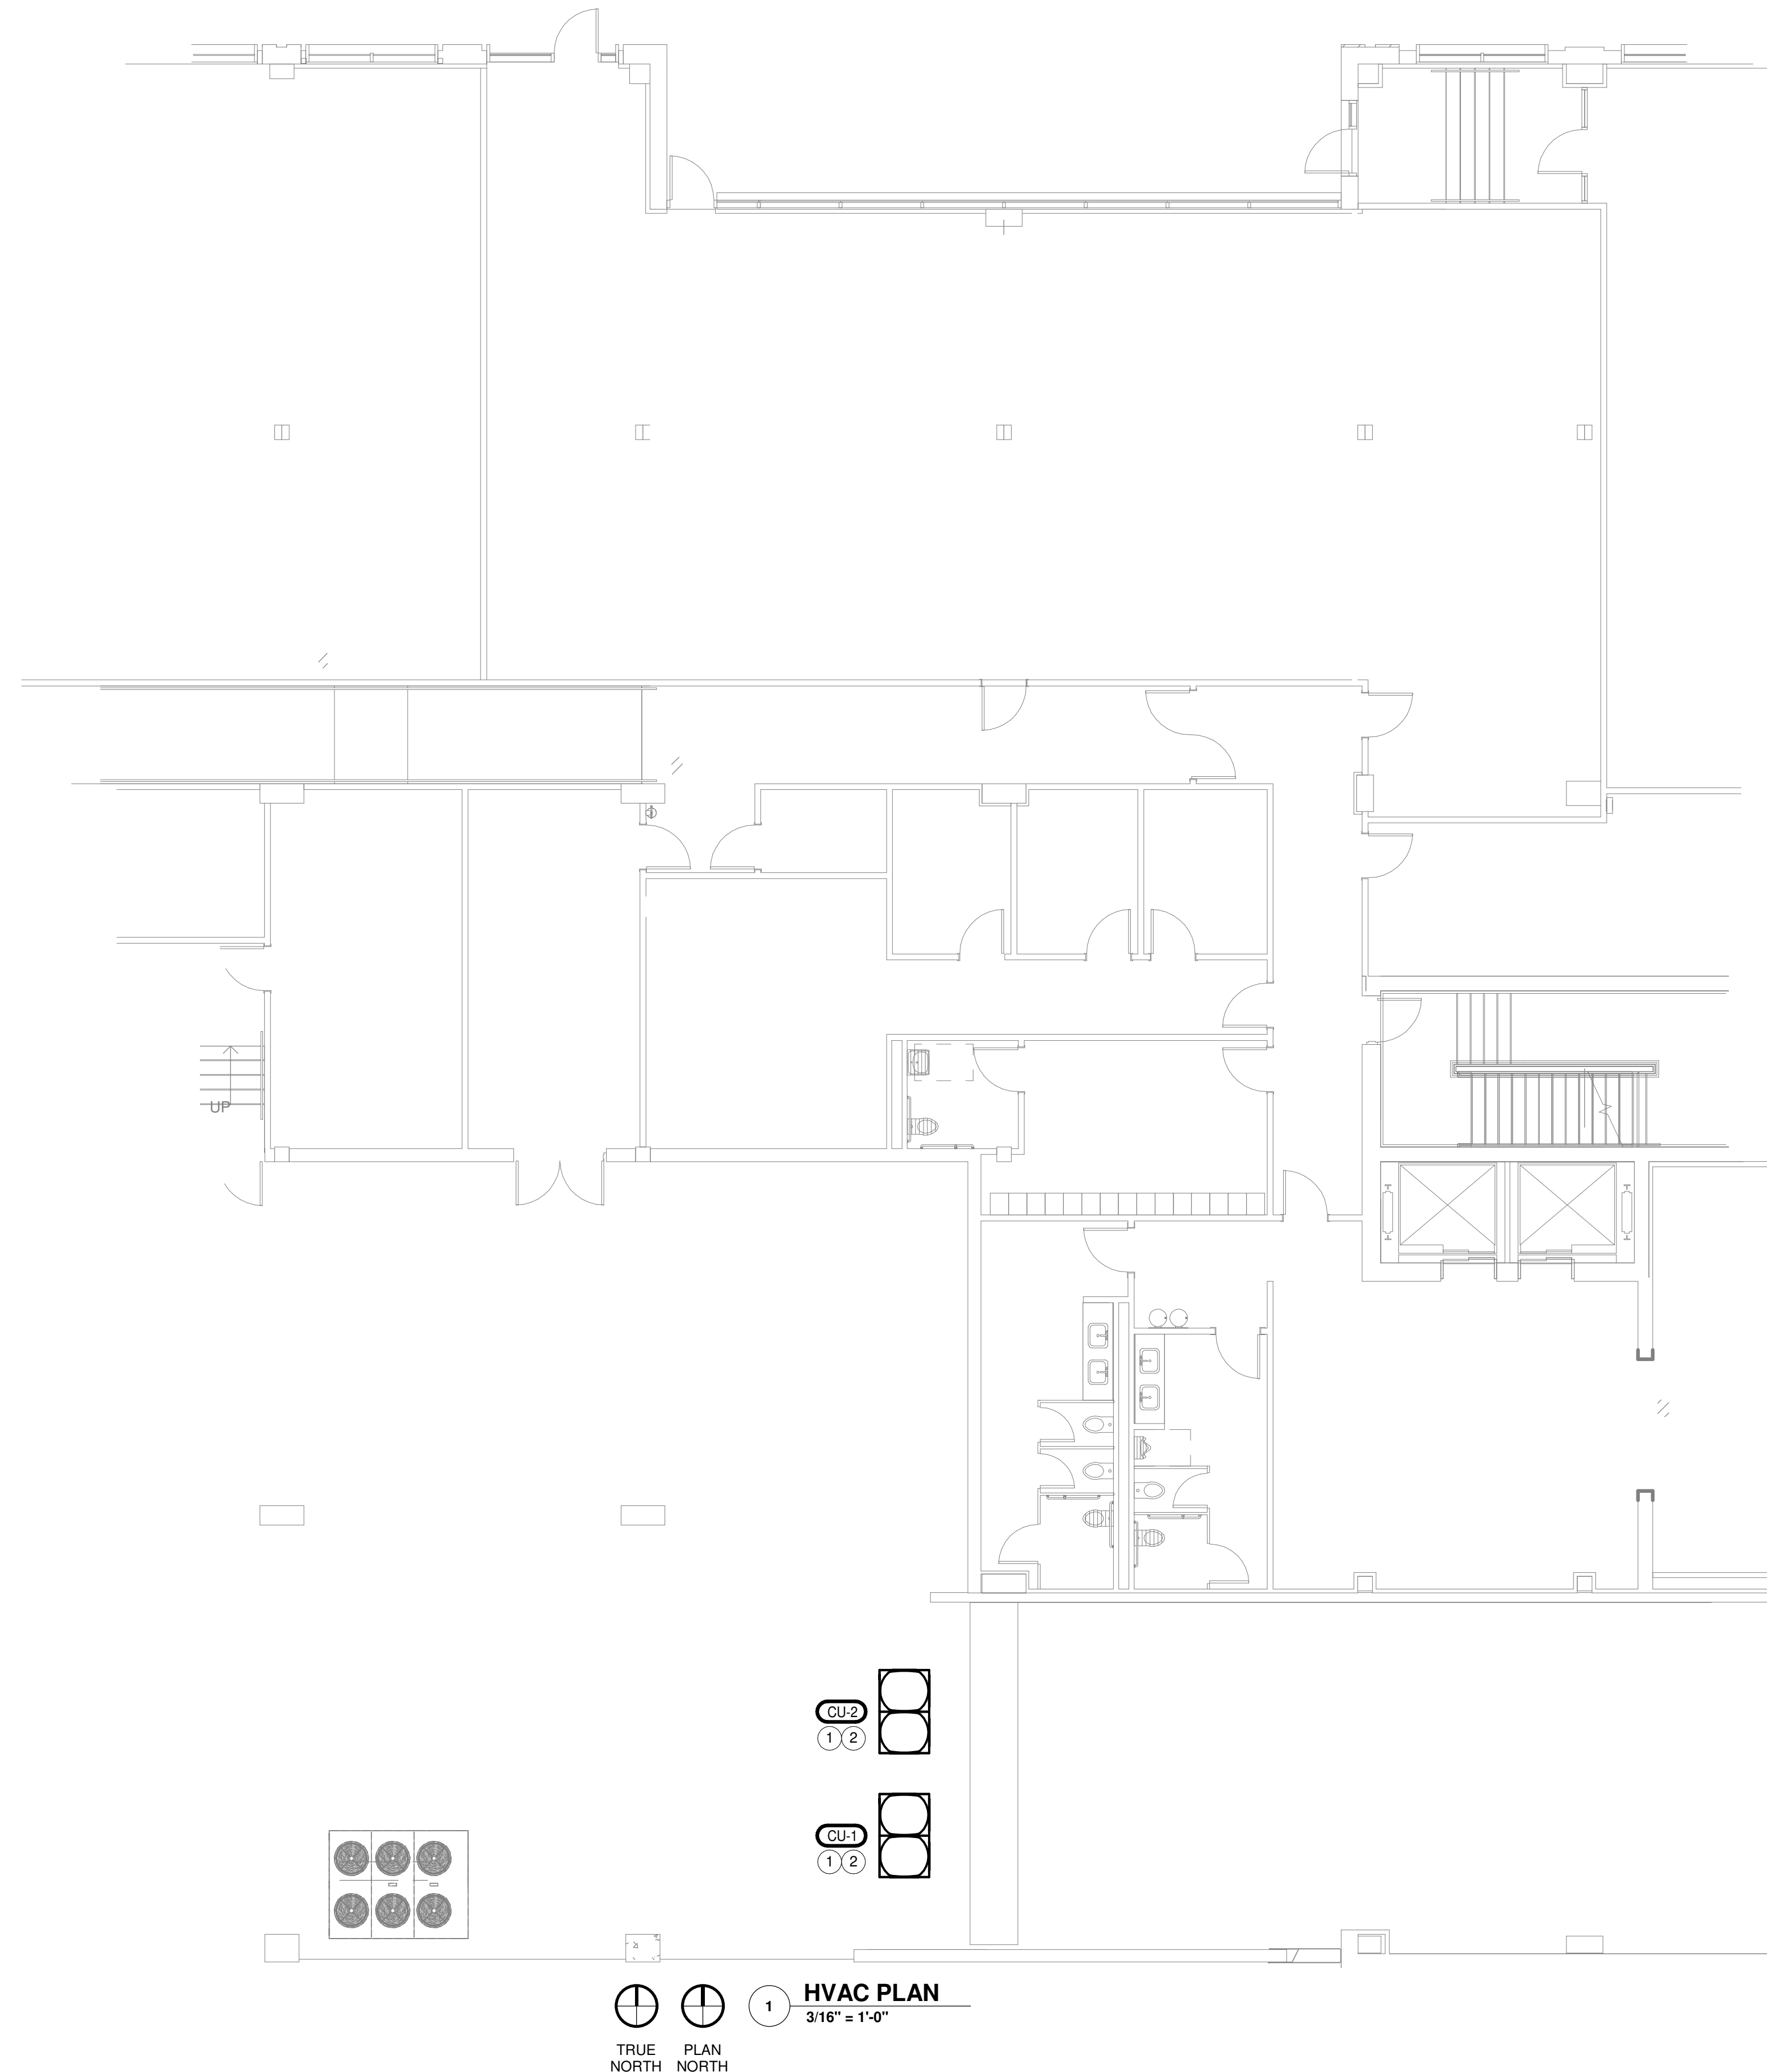 UP
CU-2
1 2
CU-1
1 2
1
HVAC PLAN
3/16" = 1'-0"
TRUE
NORTH
PLAN
NORTH